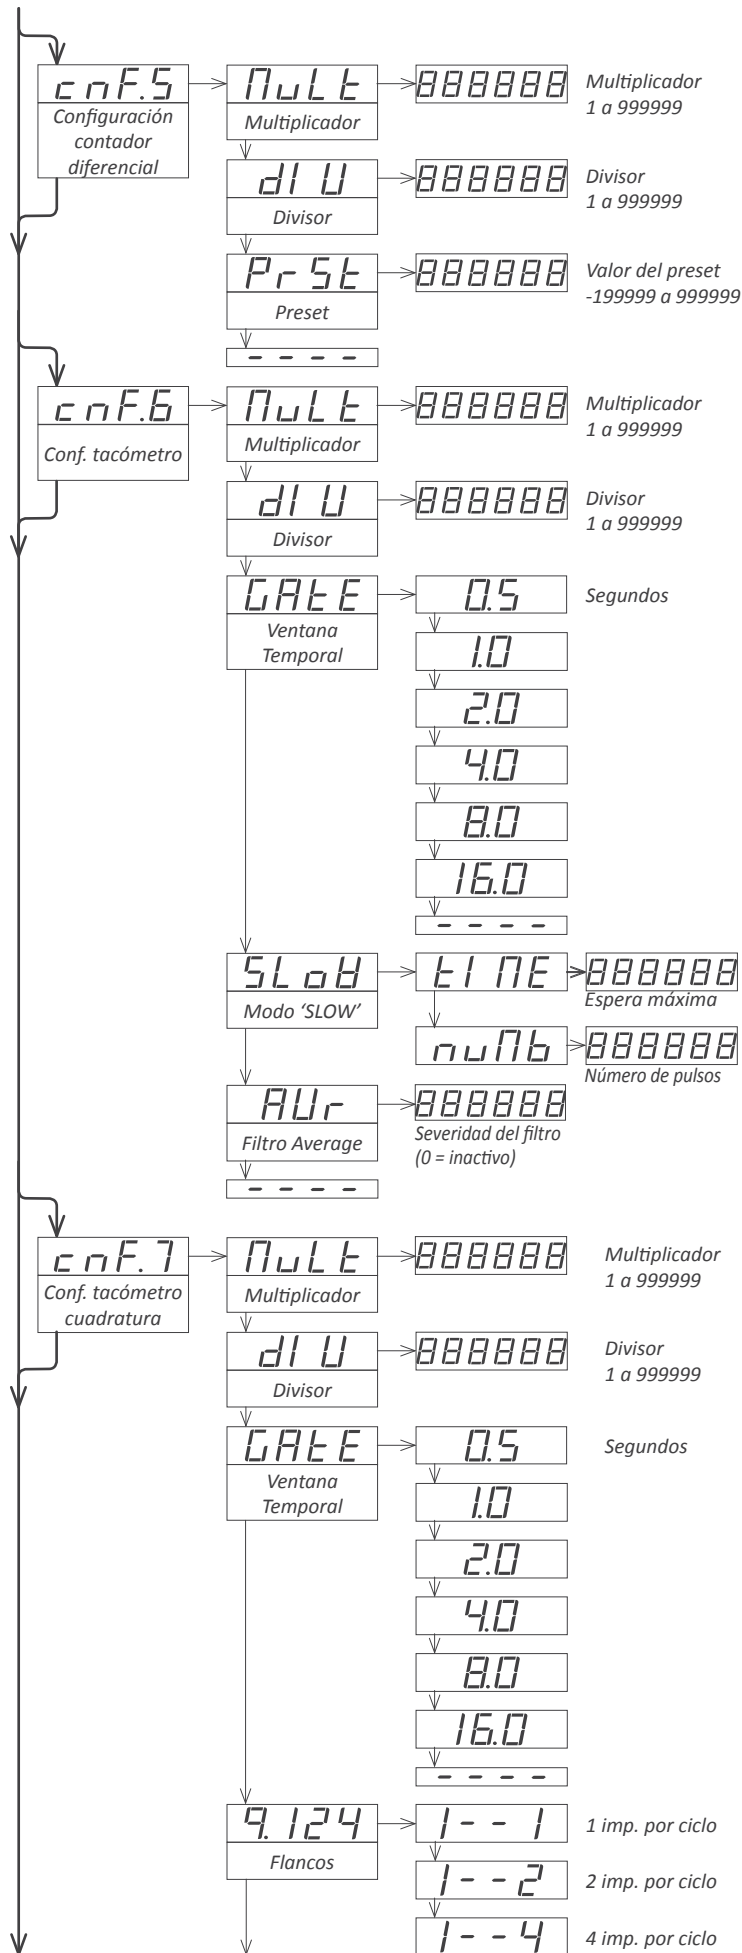 cnF.5
Configuración
contador
diferencial
MuLt
Multiplicador
888888
Multiplicador
1 a 999999
dIU
Divisor
888888
Divisor
1 a 999999
PrSt
Preset
888888
Valor del preset
-199999 a 999999
- - - -
cnF.6
Conf. tacómetro
MuLt
Multiplicador
888888
Multiplicador
1 a 999999
dIU
Divisor
888888
Divisor
1 a 999999
GAtE
Ventana
Temporal
0.5
Segundos
1.0
2.0
4.0
8.0
16.0
- - - -
SLoW
Modo ‘SLOW’
tIME
888888
Espera máxima
nuMb
888888
Número de pulsos
AVr
Filtro Average
888888
Severidad del filtro
(0 = inactivo)
- - - -
cnF.7
Conf. tacómetro
cuadratura
MuLt
Multiplicador
888888
Multiplicador
1 a 999999
dIU
Divisor
888888
Divisor
1 a 999999
GAtE
Ventana
Temporal
0.5
Segundos
1.0
2.0
4.0
8.0
16.0
- - - -
q.124
Flancos
1--1
1 imp. por ciclo
1--2
2 imp. por ciclo
1--4
4 imp. por ciclo